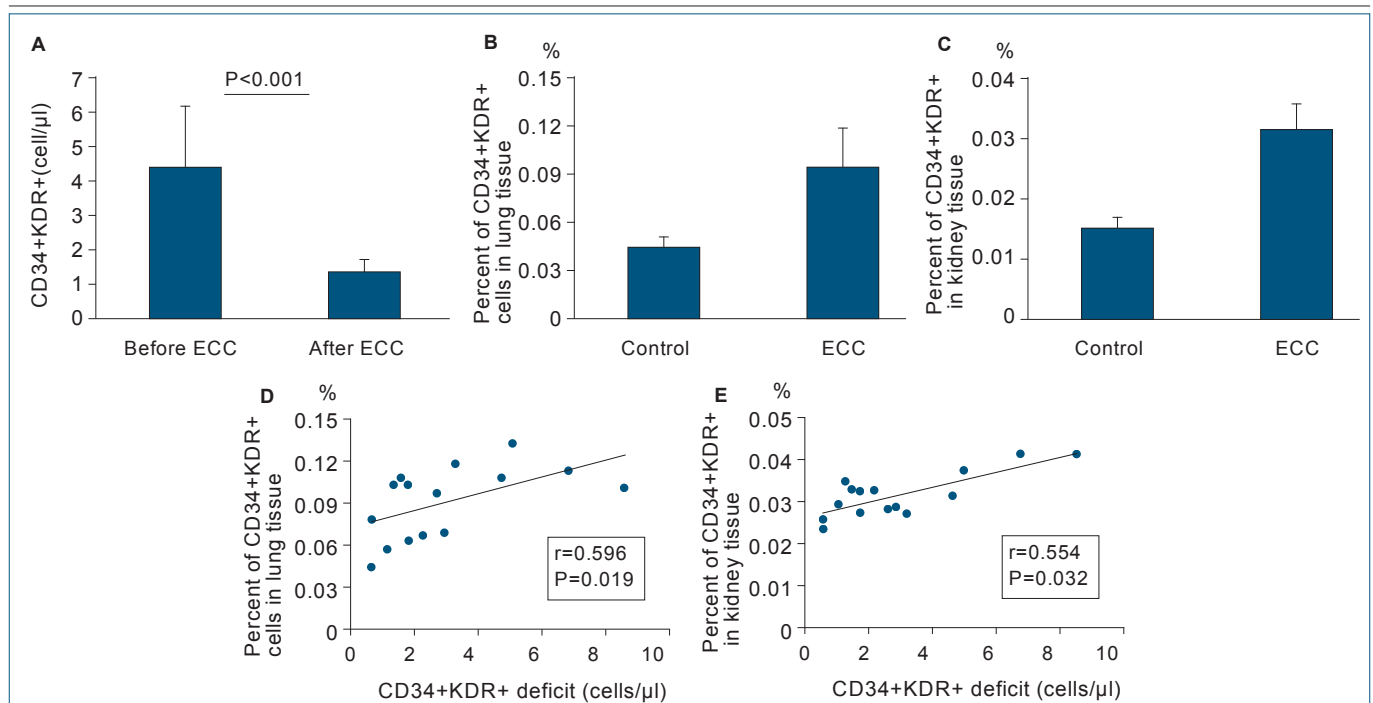 A
CD34+KDR+(cell/µl)
7
6
5
4
3
2
1
0
P<0.001
Before ECC
After ECC
B
%
Percent of CD34+KDR+
cells in lung tissue
0.15
0.12
0.09
0.06
0.03
0
Control
ECC
C
%
Percent of CD34+KDR+
in kidney tissue
0.04
0.03
0.02
0.01
0
Control
ECC
D
%
Percent of CD34+KDR+
cells in lung tissue
0.15
0.12
0.09
0.06
0.03
0
r=0.596
P=0.019
0 2 4 6 8 10
CD34+KDR+ deficit (cells/µl)
E
%
Percent of CD34+KDR+
in kidney tissue
0.05
0.04
0.03
0.02
0.01
0
r=0.554
P=0.032
0 2 4 6 8 10
CD34+KDR+ deficit (cells/µl)